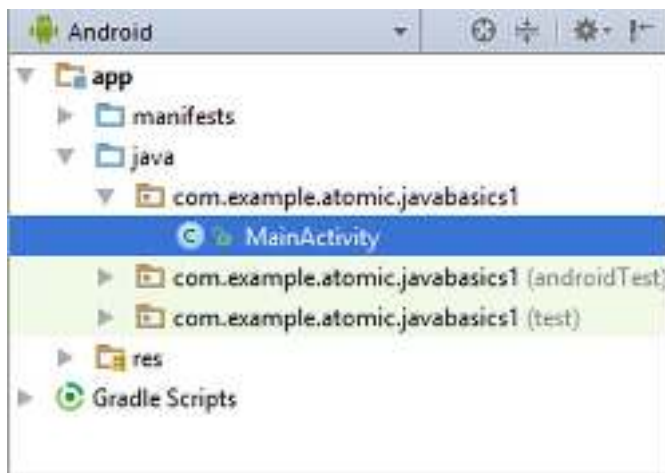 Android
app
manifests
java
com.example.atomic.javabasics1
C MainActivity
com.example.atomic.javabasics1 (androidTest)
com.example.atomic.javabasics1 (test)
res
Gradle Scripts